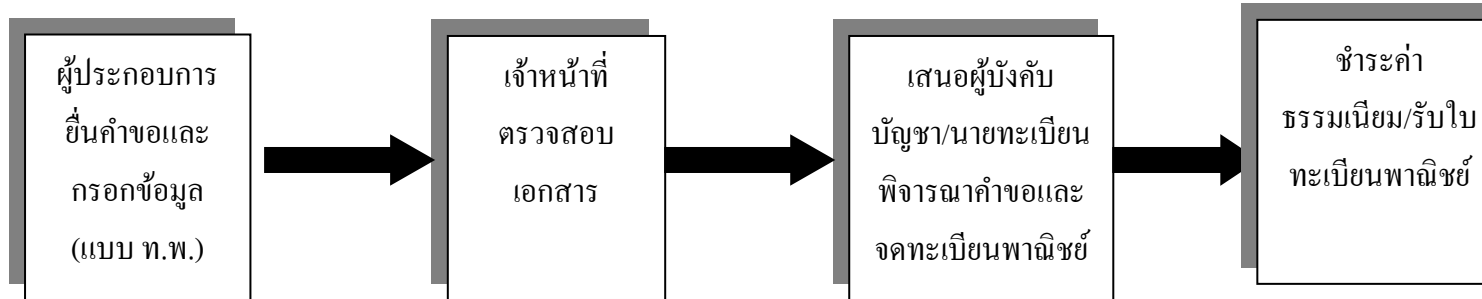 ผู้ประกอบการ
ยื่นคำขอและ
กรอกข้อมูล
(แบบ ท.พ.)
เจ้าหน้าที่
ตรวจสอบ
เอกสาร
เสนอผู้บังคับ
บัญชา/นายทะเบียน
พิจารณาคำขอและ
จดทะเบียนพาณิชย์
ชำระค่า
ธรรมเนียม/รับใบ
ทะเบียนพาณิชย์